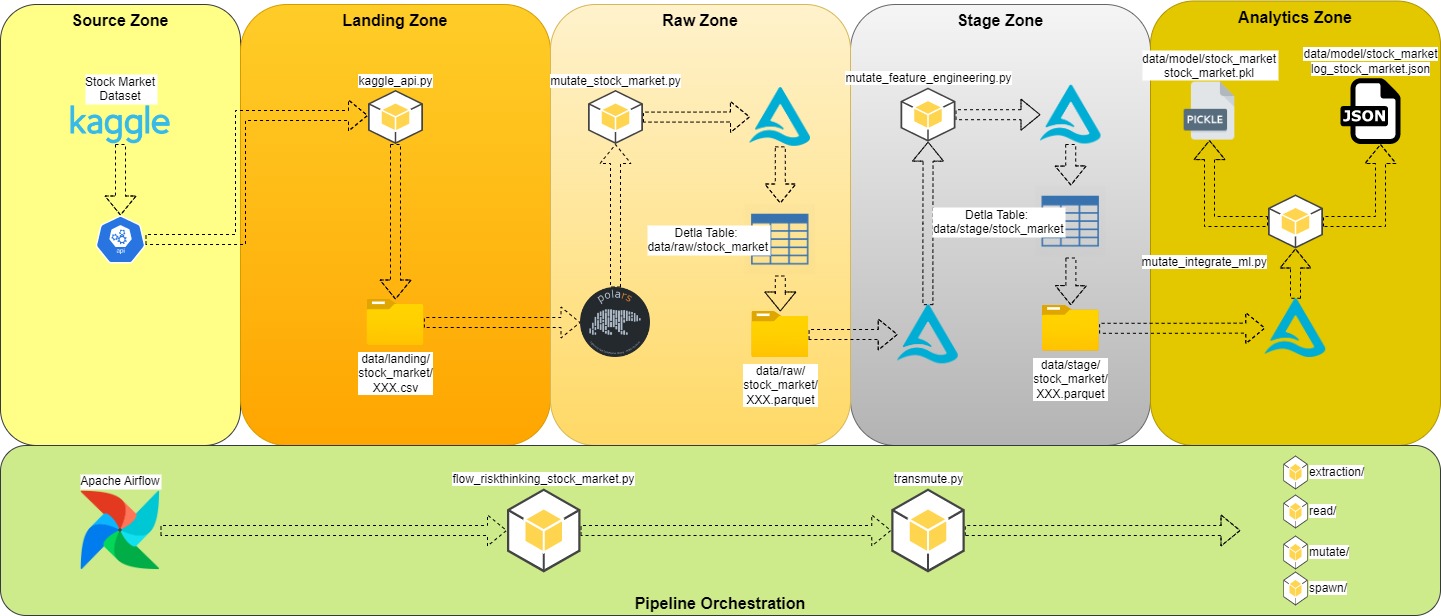 Source Zone
Stock Market
Dataset
kaggle
api
Landing Zone
kaggle_api.py
data/landing/
stock_market/
XXX.csv
Raw Zone
mutate_stock_market.py
polars
Detla Table:
data/raw/stock_market
data/raw/
stock_market/
XXX.parquet
Stage Zone
mutate_feature_engineering.py
Detla Table:
data/stage/stock_market
data/stage/
stock_market/
XXX.parquet
Analytics Zone
data/model/stock_market
stock_market.pkl
PICKLE
data/model/stock_market
log_stock_market.json
JSON
mutate_integrate_ml.py
Apache Airflow
flow_riskthinking_stock_market.py
transmute.py
extraction/
read/
mutate/
spawn/
Pipeline Orchestration